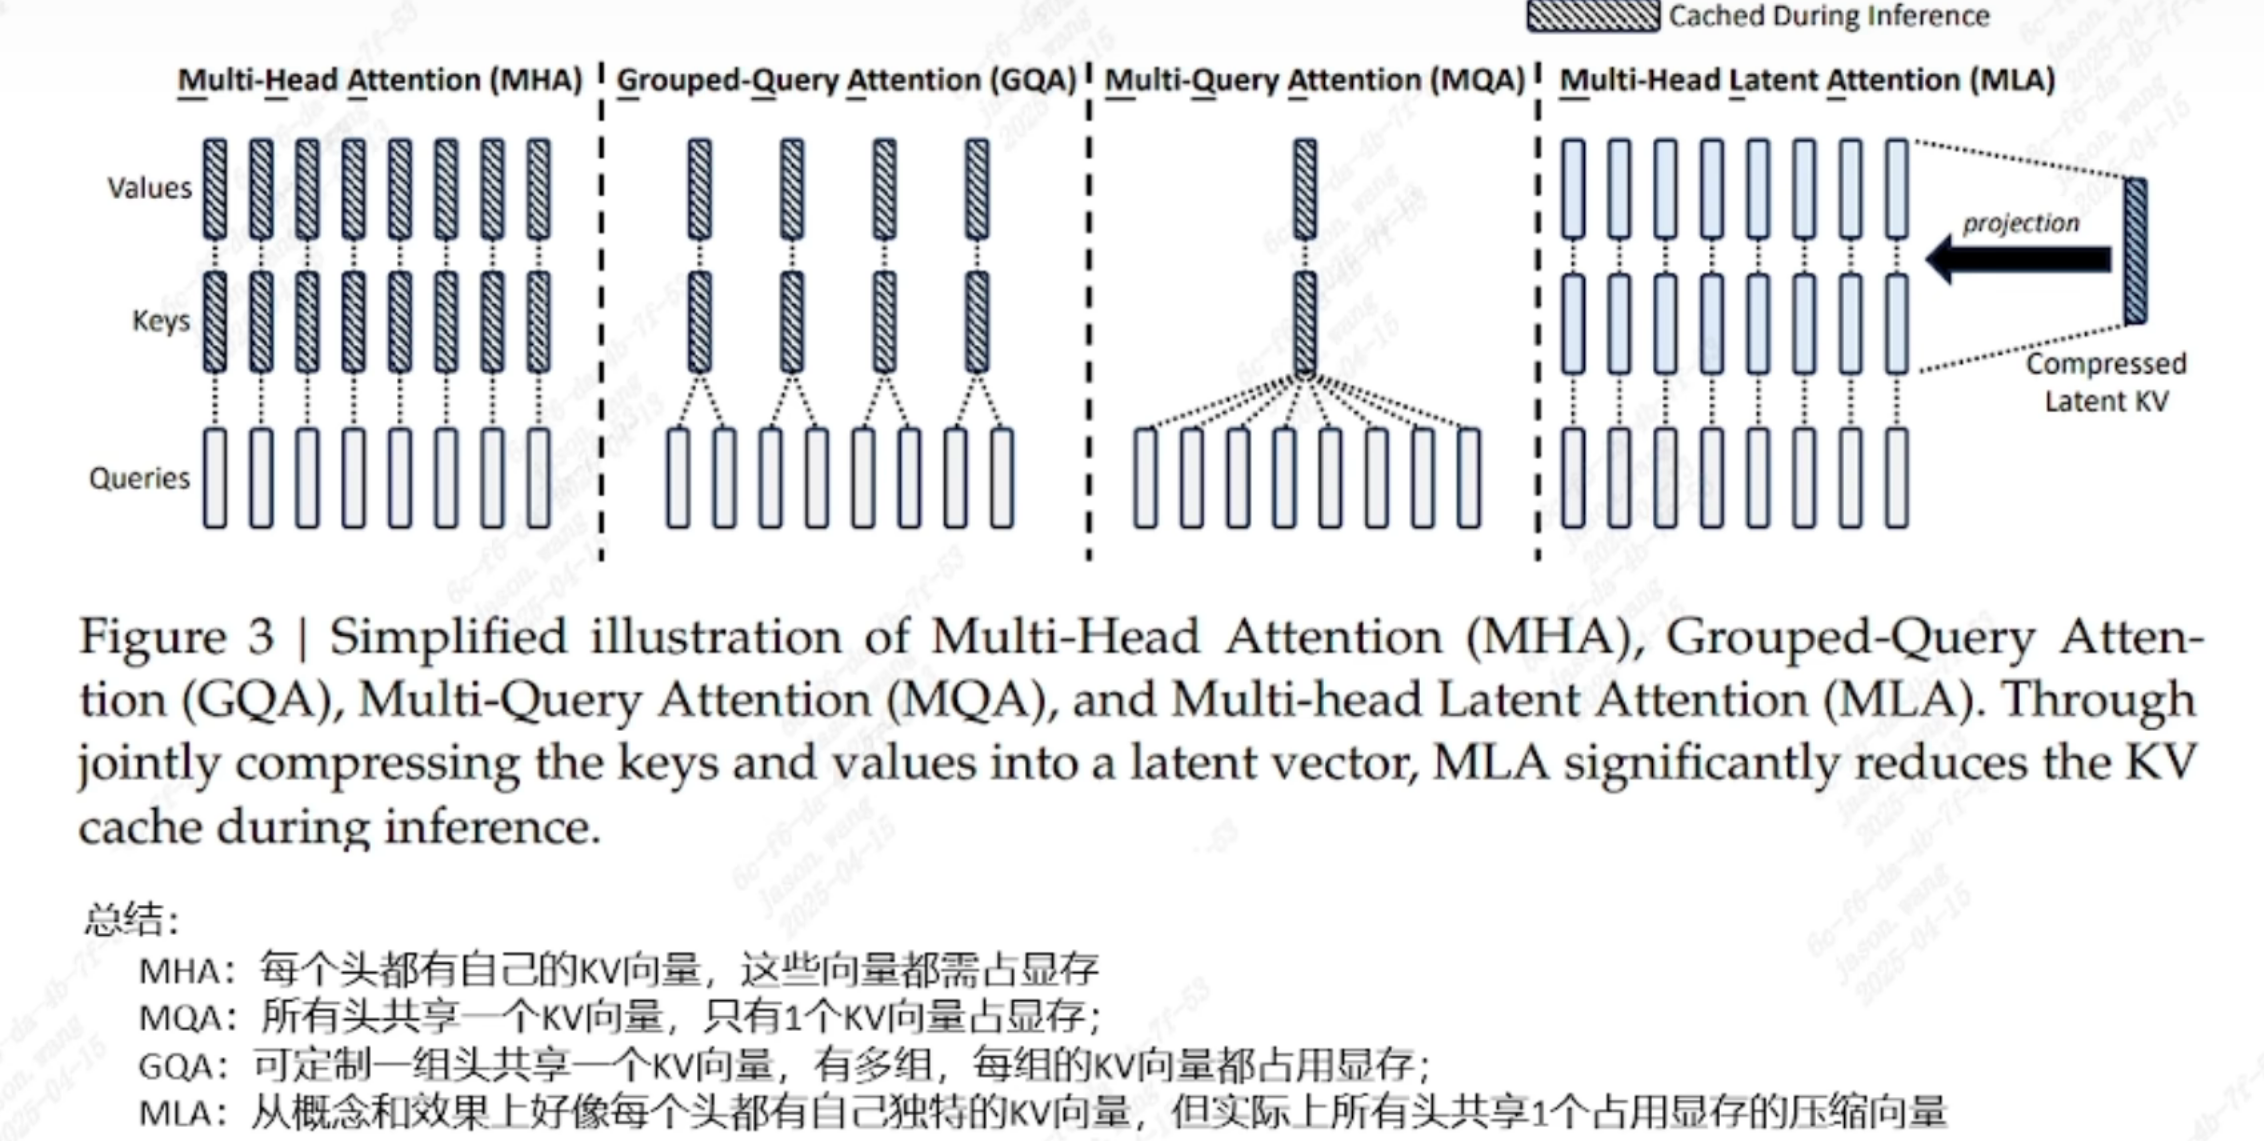 Cached During Inference
Multi-Head Attention (MHA)
Grouped-Query Attention (GQA)
Multi-Query Attention (MQA)
Multi-Head Latent Attention (MLA)
Values
Keys
Queries
projection
Compressed
Latent KV
Figure 3 | Simplified illustration of Multi-Head Attention (MHA), Grouped-Query Atten-
tion (GQA), Multi-Query Attention (MQA), and Multi-head Latent Attention (MLA). Through
jointly compressing the keys and values into a latent vector, MLA significantly reduces the KV
cache during inference.
总结：
MHA：每个头都有自己的KV向量，这些向量都需占显存
MQA：所有头共享一个KV向量，只有1个KV向量占显存；
GQA：可定制一组头共享一个KV向量，有多组，每组的KV向量都占用显存；
MLA：从概念和效果上好像每个头都有自己独特的KV向量，但实际上所有头共享1个占用显存的压缩向量